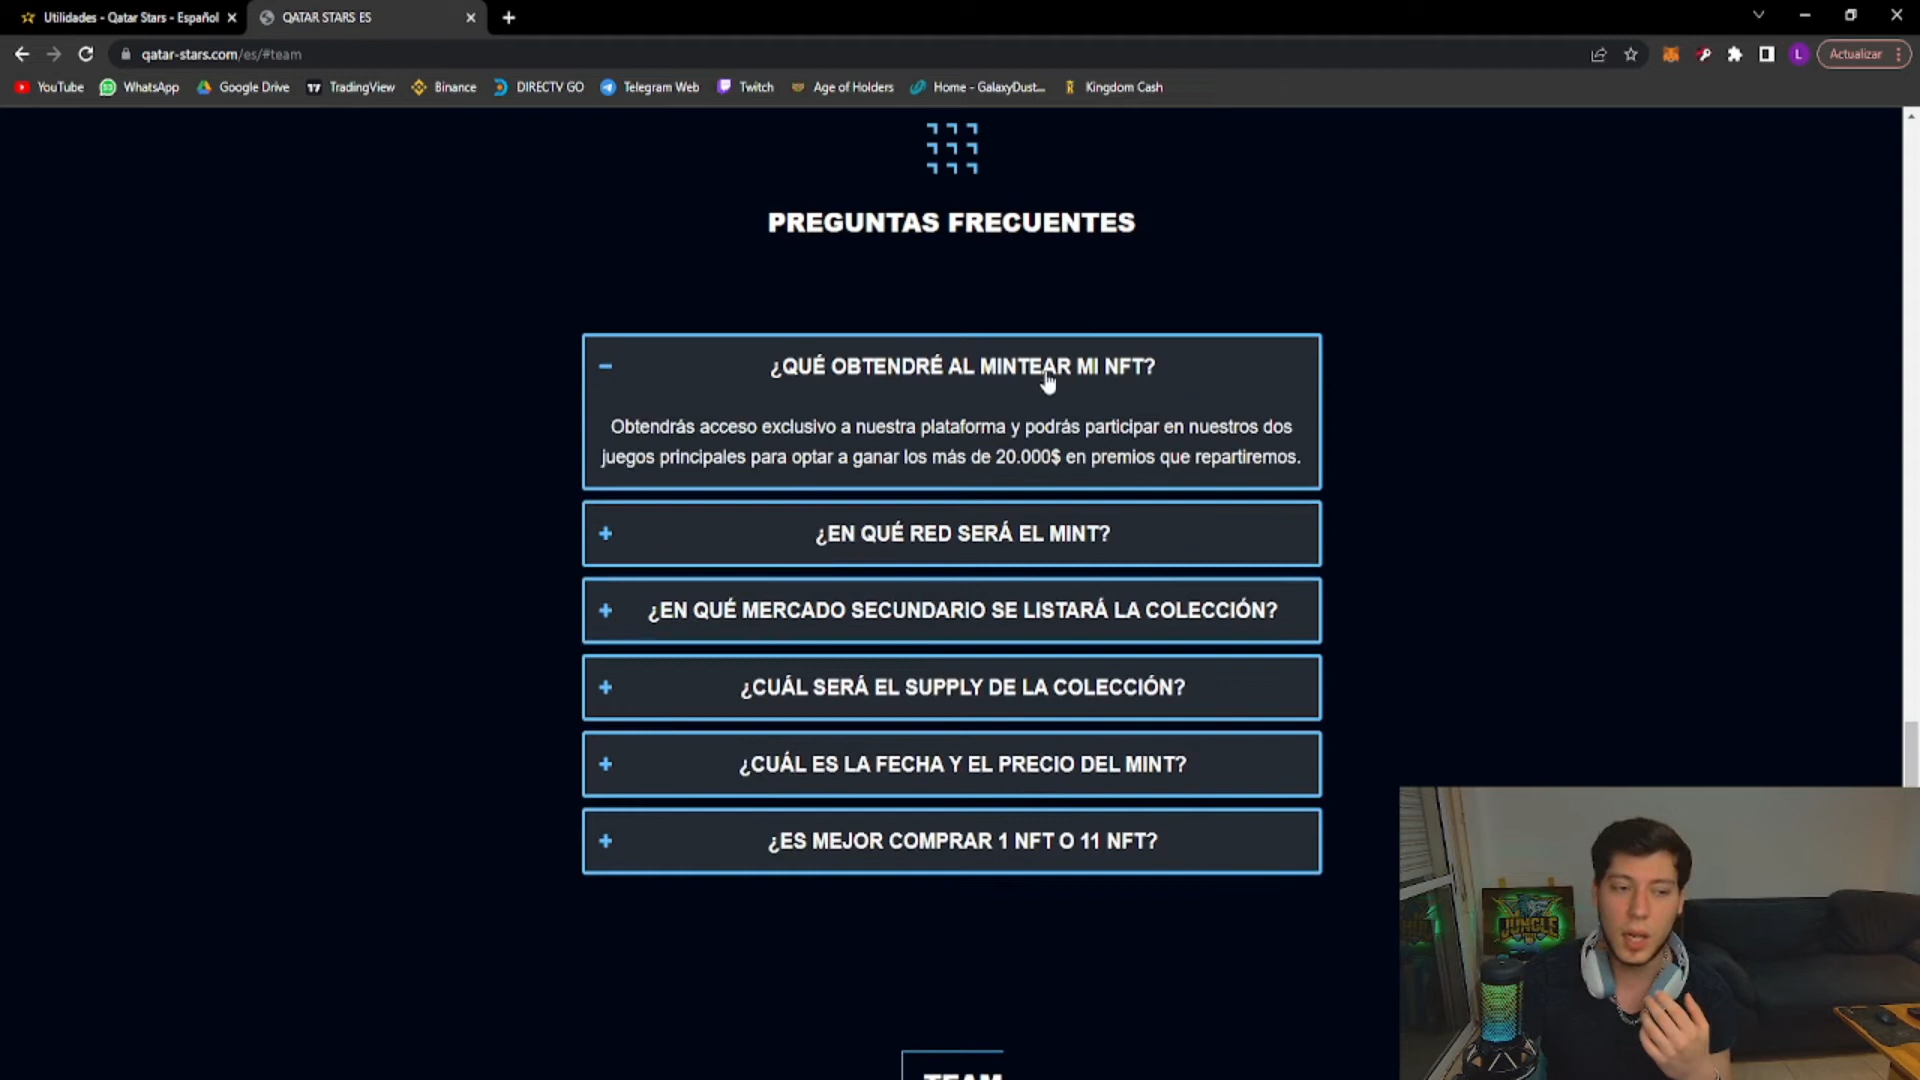 Utilidades - Qatar Stars - Español
QATAR STARS ES
qatar-stars.com/es/#team
Actualizar
YouTube
WhatsApp
Google Drive
TradingView
Binance
DIRECTV GO
Telegram Web
Twitch
Age of Holders
Home - GalaxyDust...
Kingdom Cash
PREGUNTAS FRECUENTES
¿QUÉ OBTENDRÉ AL MINTEAR MI NFT?
Obtendrás acceso exclusivo a nuestra plataforma y podrás participar en nuestros dos
juegos principales para optar a ganar los más de 20.000$ en premios que repartiremos.
¿EN QUÉ RED SERÁ EL MINT?
¿EN QUÉ MERCADO SECUNDARIO SE LISTARÁ LA COLECCIÓN?
¿CUÁL SERÁ EL SUPPLY DE LA COLECCIÓN?
¿CUÁL ES LA FECHA Y EL PRECIO DEL MINT?
¿ES MEJOR COMPRAR 1 NFT O 11 NFT?
JUNGLE
TEAM